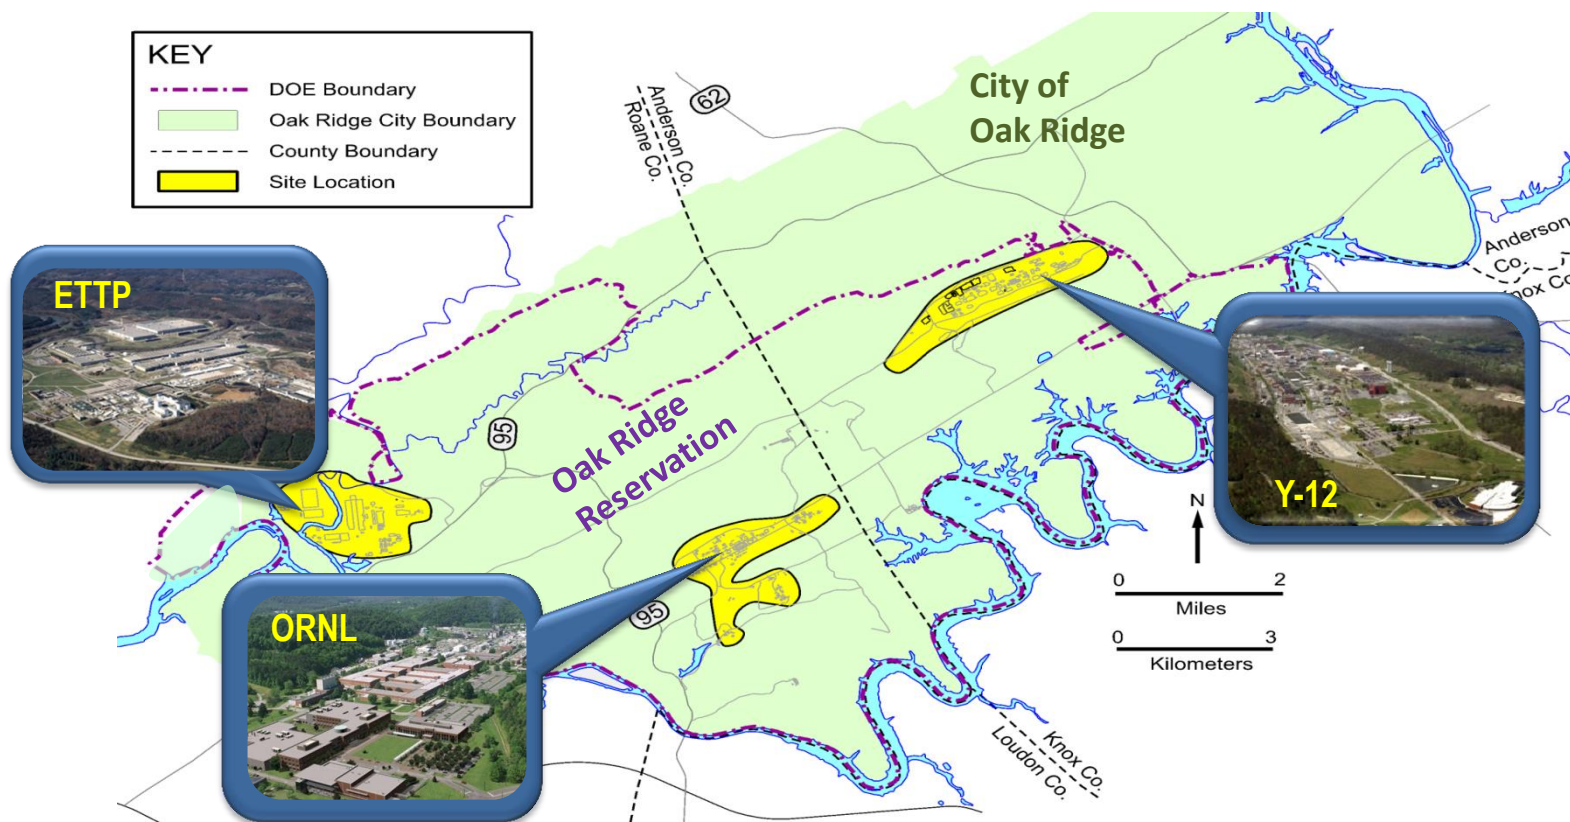 KEY
DOE Boundary
Oak Ridge City Boundary
County Boundary
Site Location
City of
Oak Ridge
62
Anderson Co.
Roane Co.
Anderson
Co.
Knox Co.
ETTP
95
Oak Ridge
Reservation
Y-12
N
0 2
Miles
0 3
Kilometers
95
ORNL
Knox Co.
Loudon Co.